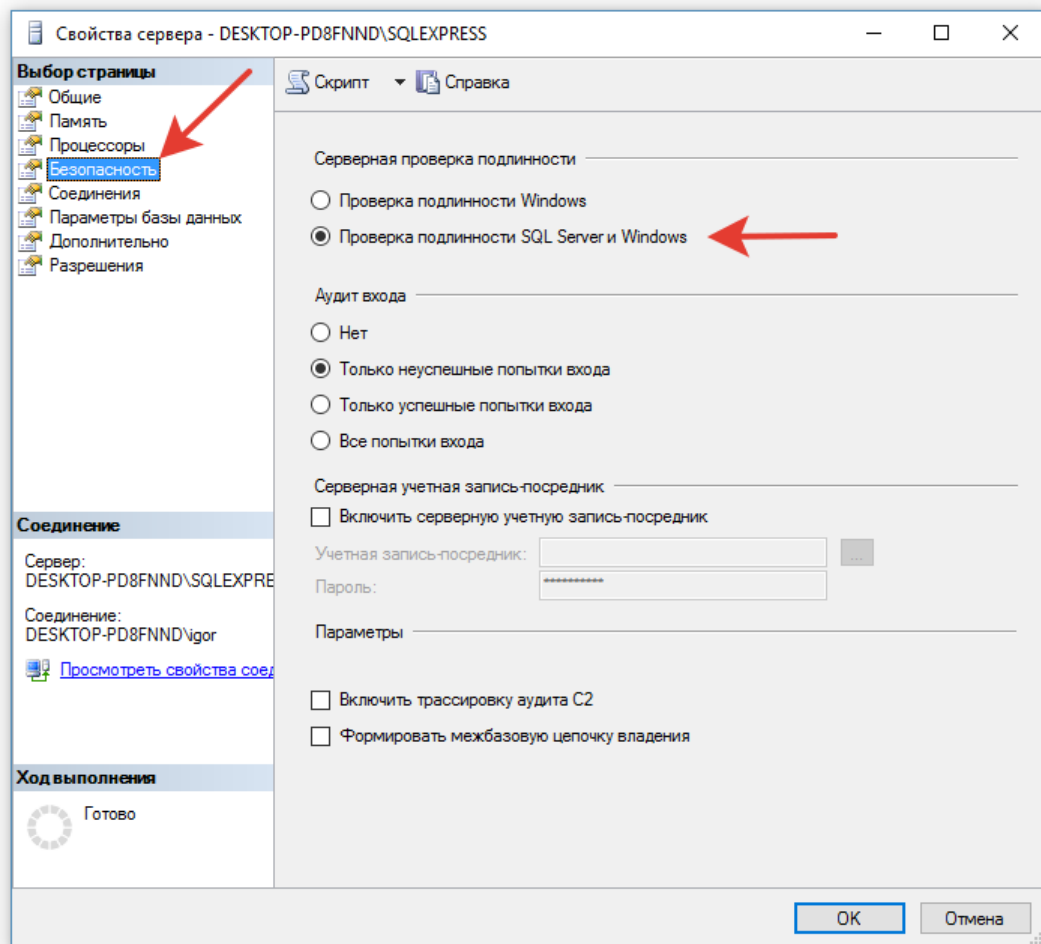 Свойства сервера - DESKTOP-PD8FNND\SQLEXPRESS
Выбор страницы
Общие
Память
Процессоры
Безопасность
Соединения
Параметры базы данных
Дополнительно
Разрешения
Соединение
Сервер:
DESKTOP-PD8FNND\SQLEXPRE
Соединение:
DESKTOP-PD8FNND\igor
Просмотреть свойства соед
Ход выполнения
Готово
Скрипт
Справка
Серверная проверка подлинности
Проверка подлинности Windows
Проверка подлинности SQL Server и Windows
Аудит входа
Нет
Только неуспешные попытки входа
Только успешные попытки входа
Все попытки входа
Серверная учетная запись-посредник
Включить серверную учетную запись-посредник
Учетная запись-посредник:
...
Пароль:
**********
Параметры
Включить трассировку аудита C2
Формировать межбазовую цепочку владения
OK
Отмена